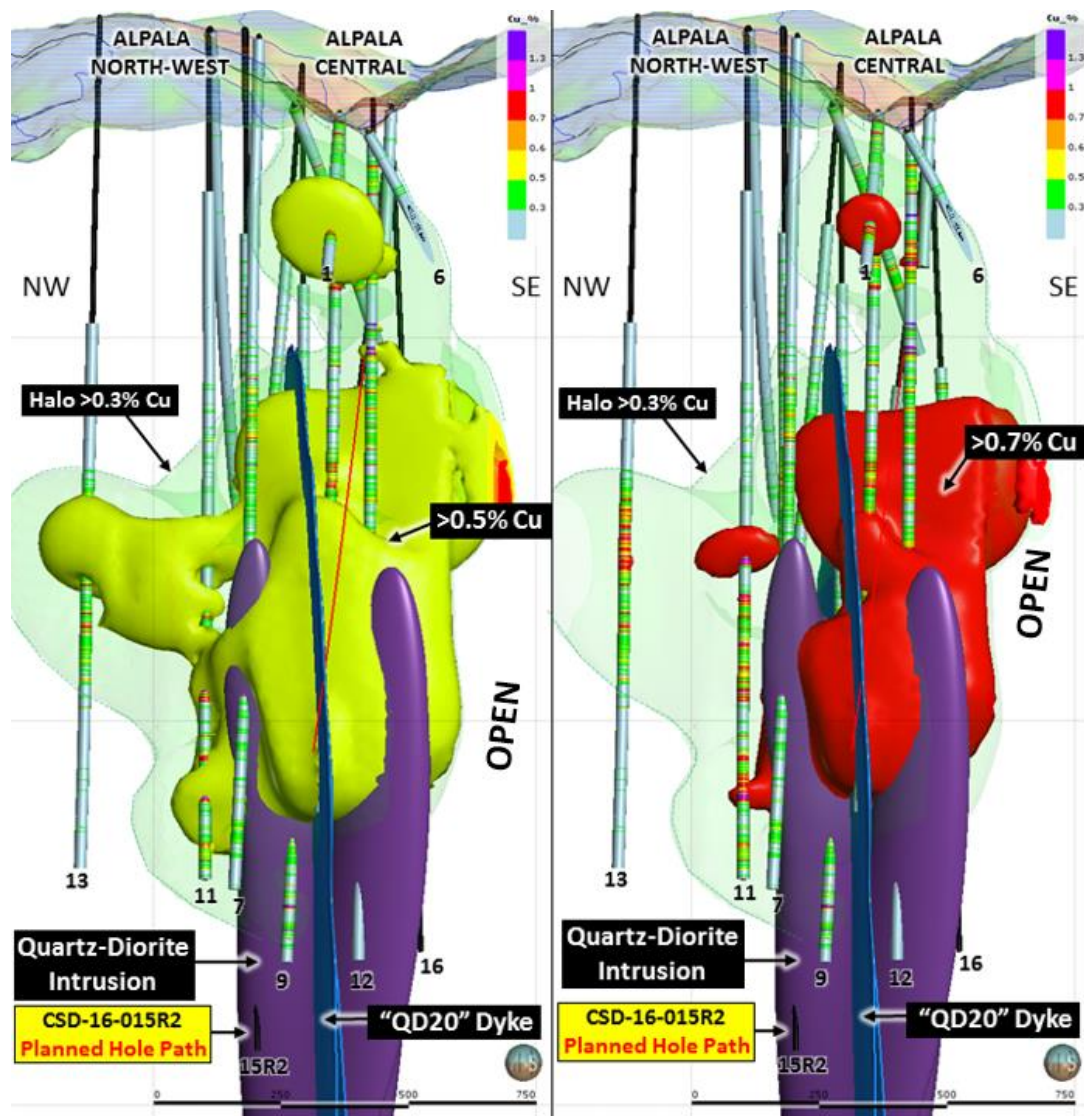 ALPALA
NORTH-WEST
ALPALA
CENTRAL
Cu_%
1.3
1
0.7
0.6
0.5
0.3
NW
SE
1
6
Halo >0.3% Cu
>0.5% Cu
OPEN
13
11
7
9
12
16
Quartz-Diorite
Intrusion
CSD-16-015R2
Planned Hole Path
"QD20" Dyke
15R2
0
250
500
750
ALPALA
NORTH-WEST
ALPALA
CENTRAL
Cu_%
1.3
1
0.7
0.6
0.5
0.3
NW
SE
1
6
Halo >0.3% Cu
>0.7% Cu
OPEN
13
11
7
9
12
16
Quartz-Diorite
Intrusion
CSD-16-015R2
Planned Hole Path
"QD20" Dyke
15R2
0
250
500
750